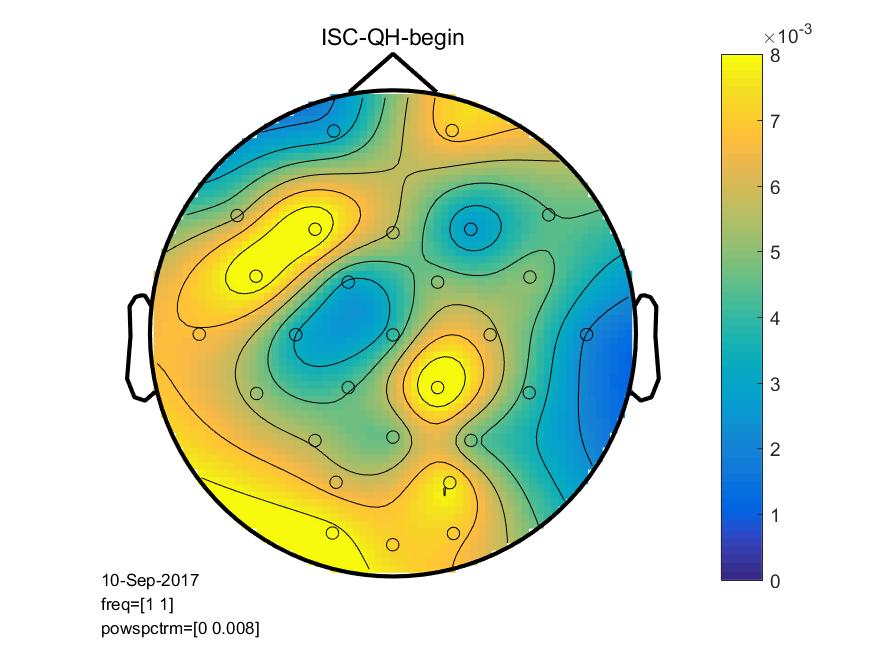 ISC-QH-begin
×10-3
8
7
6
5
4
3
2
1
0
10-Sep-2017
freq=[1 1]
powspctrm=[0 0.008]